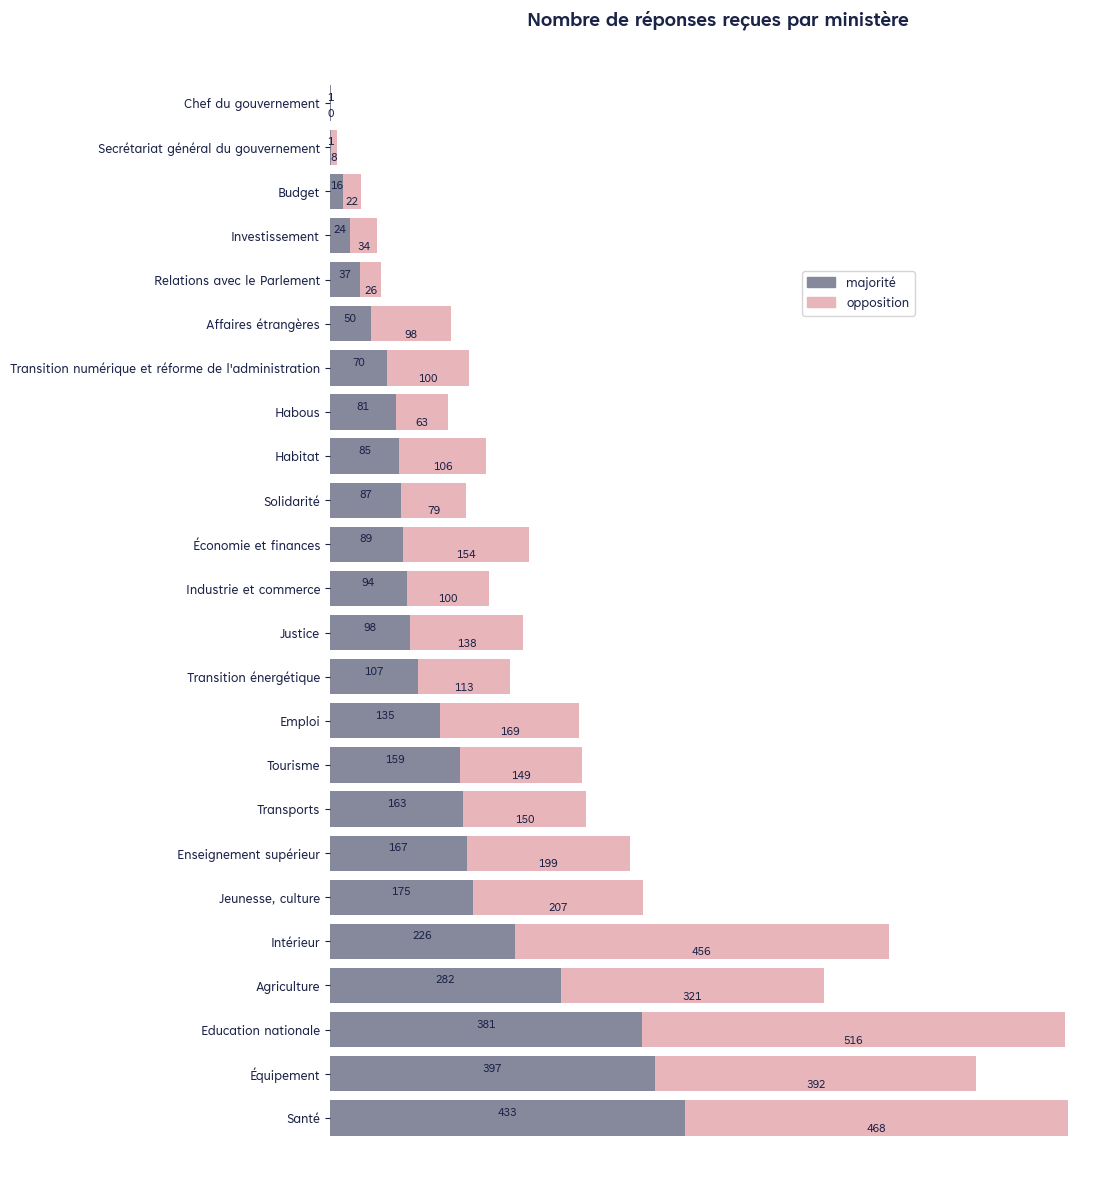 Nombre de réponses reçues par ministère
Chef du gouvernement
1
0
Secrétariat général du gouvernement
1
8
Budget
16
22
Investissement
24
34
Relations avec le Parlement
37
26
majorité
opposition
Affaires étrangères
50
98
Transition numérique et réforme de l'administration
70
100
Habous
81
63
Habitat
85
106
Solidarité
87
79
Économie et finances
89
154
Industrie et commerce
94
100
Justice
98
138
Transition énergétique
107
113
Emploi
135
169
Tourisme
159
149
Transports
163
150
Enseignement supérieur
167
199
Jeunesse, culture
175
207
Intérieur
226
456
Agriculture
282
321
Education nationale
381
516
Équipement
397
392
Santé
433
468